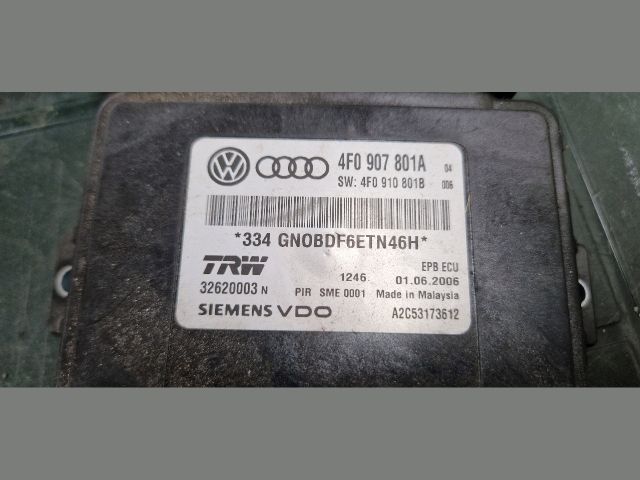 4F0 907 801A 04
SW: 4F0 910 801B 006
*334 GNOBDF6ETN46H*
TRW EPB ECU
1246 01.06.2006
32620003 N PIR SME 0001 Made in Malaysia
SIEMENS VDO A2C53173612